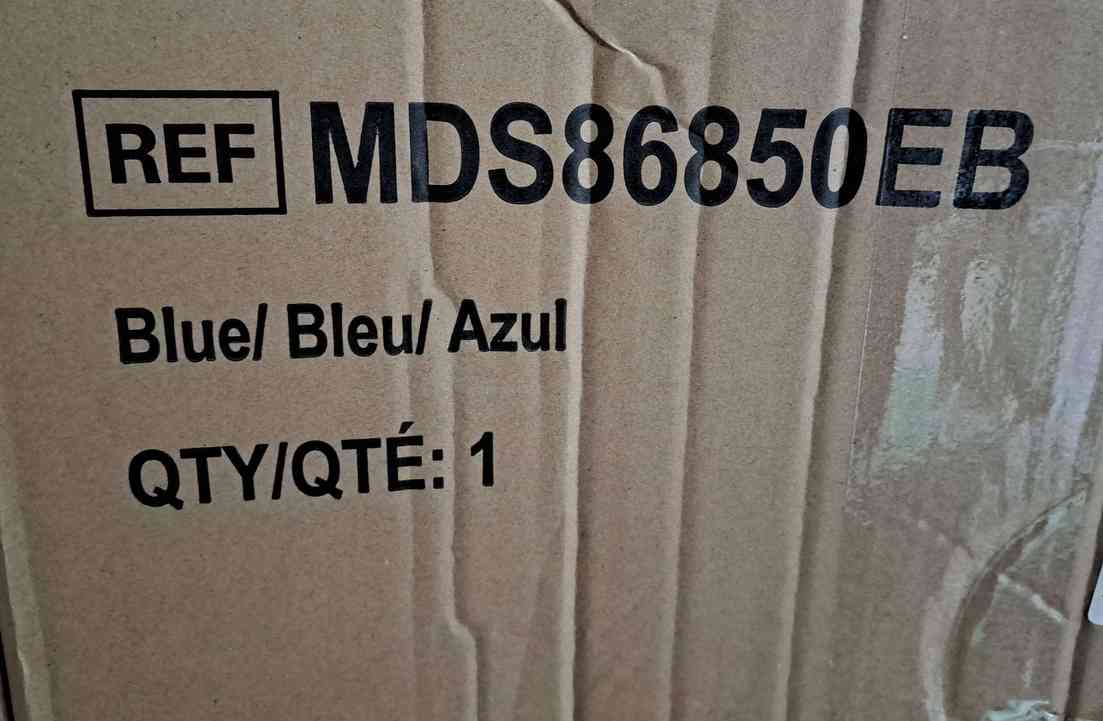 REF MDS86850EB
Blue/ Bleu/ Azul
QTY/QTÉ: 1